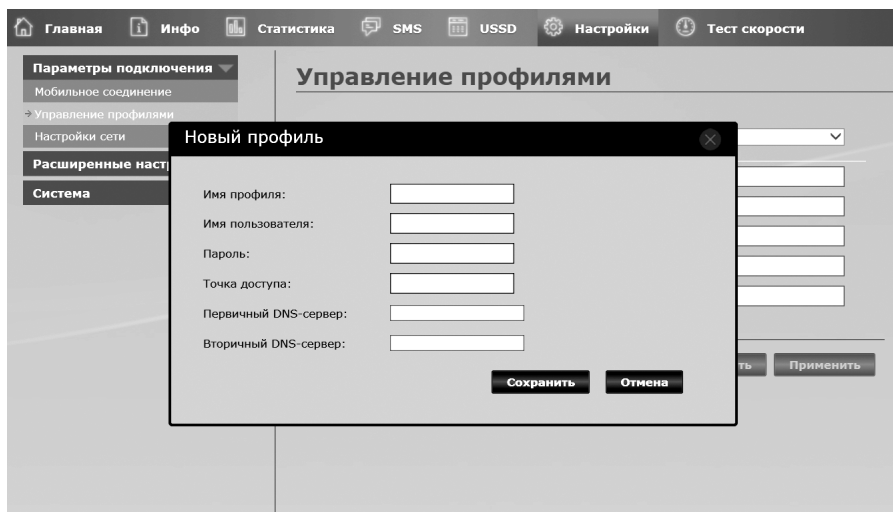 Главная Инфо Статистика SMS USSD Настройки Тест скорости
Параметры подключения
Мобильное соединение
Управление профилями
Настройки сети
Расширенные
Система
Управление профилями
Новый профиль
Имя профиля:
Имя пользователя:
Пароль:
Точка доступа:
Первичный DNS-сервер:
Вторичный DNS-сервер:
Сохранить Отмена
Применить